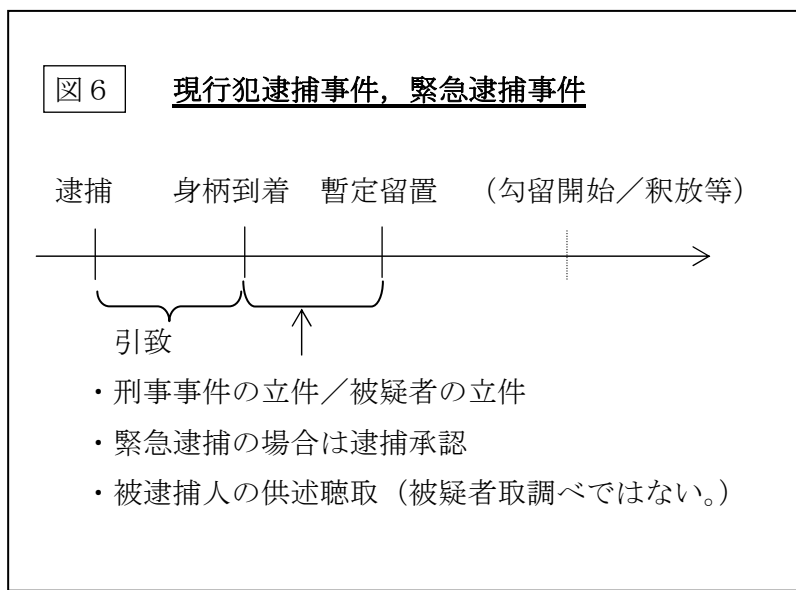 図６ 現行犯逮捕事件，緊急逮捕事件
逮捕 身柄到着 暫定留置 （勾留開始／釈放等）
引致
・刑事事件の立件／被疑者の立件
・緊急逮捕の場合は逮捕承認
・被逮捕人の供述聴取（被疑者取調べではない。）